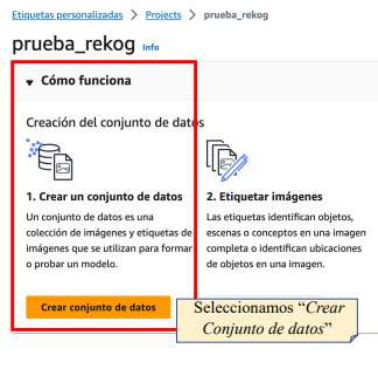 Etiquetas personalizadas > Projects > prueba_rekog
prueba_rekog Info
Cómo funciona
Creación del conjunto de datos
1. Crear un conjunto de datos
Un conjunto de datos es una
colección de imágenes y etiquetas de
imágenes que se utilizan para formar
o probar un modelo.
Crear conjunto de datos
2. Etiquetar imágenes
Las etiquetas identifican objetos,
escenas o conceptos en una imagen
completa o identifican ubicaciones
de objetos en una imagen.
Seleccionamos “Crear
Conjunto de datos”